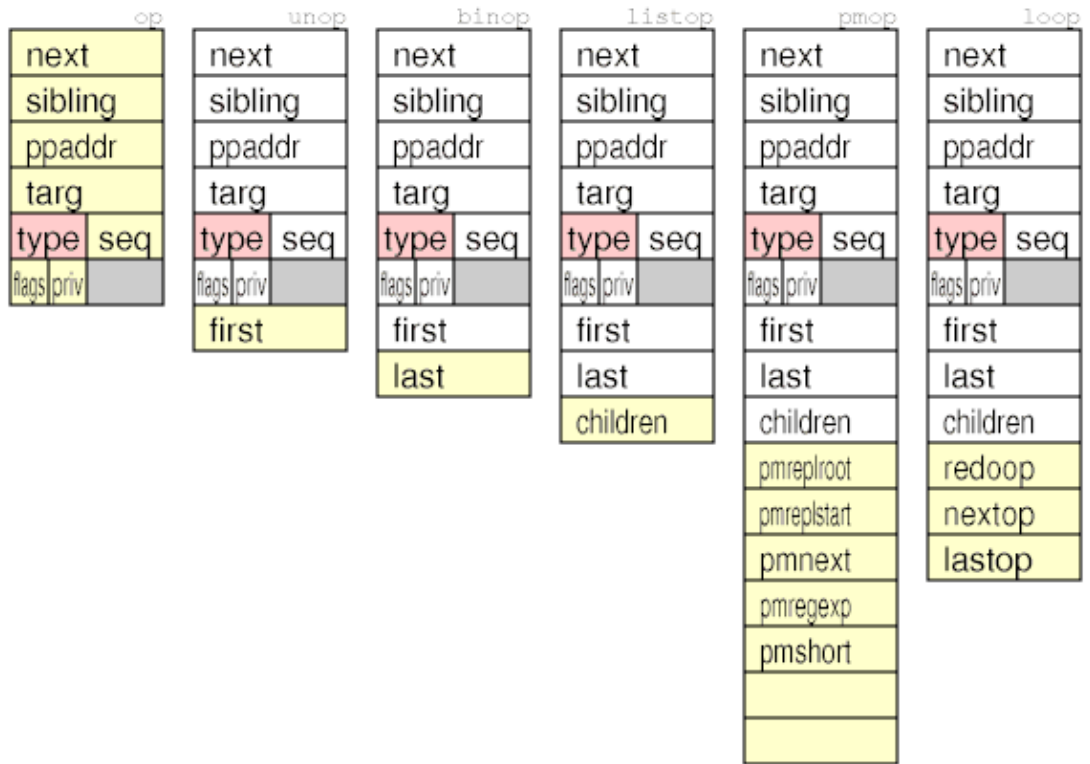 op unop binop listop pmop loop
next next next next next next
sibling sibling sibling sibling sibling sibling
ppaddr ppaddr ppaddr ppaddr ppaddr ppaddr
targ targ targ targ targ targ
type seq type seq type seq type seq type seq type seq
flags priv flags priv flags priv flags priv flags priv flags priv
first first first first first
last last last last
children children children
pmreplroot redoop
pmreplstart nextop
pmnext lastop
pmregexp
pmshort